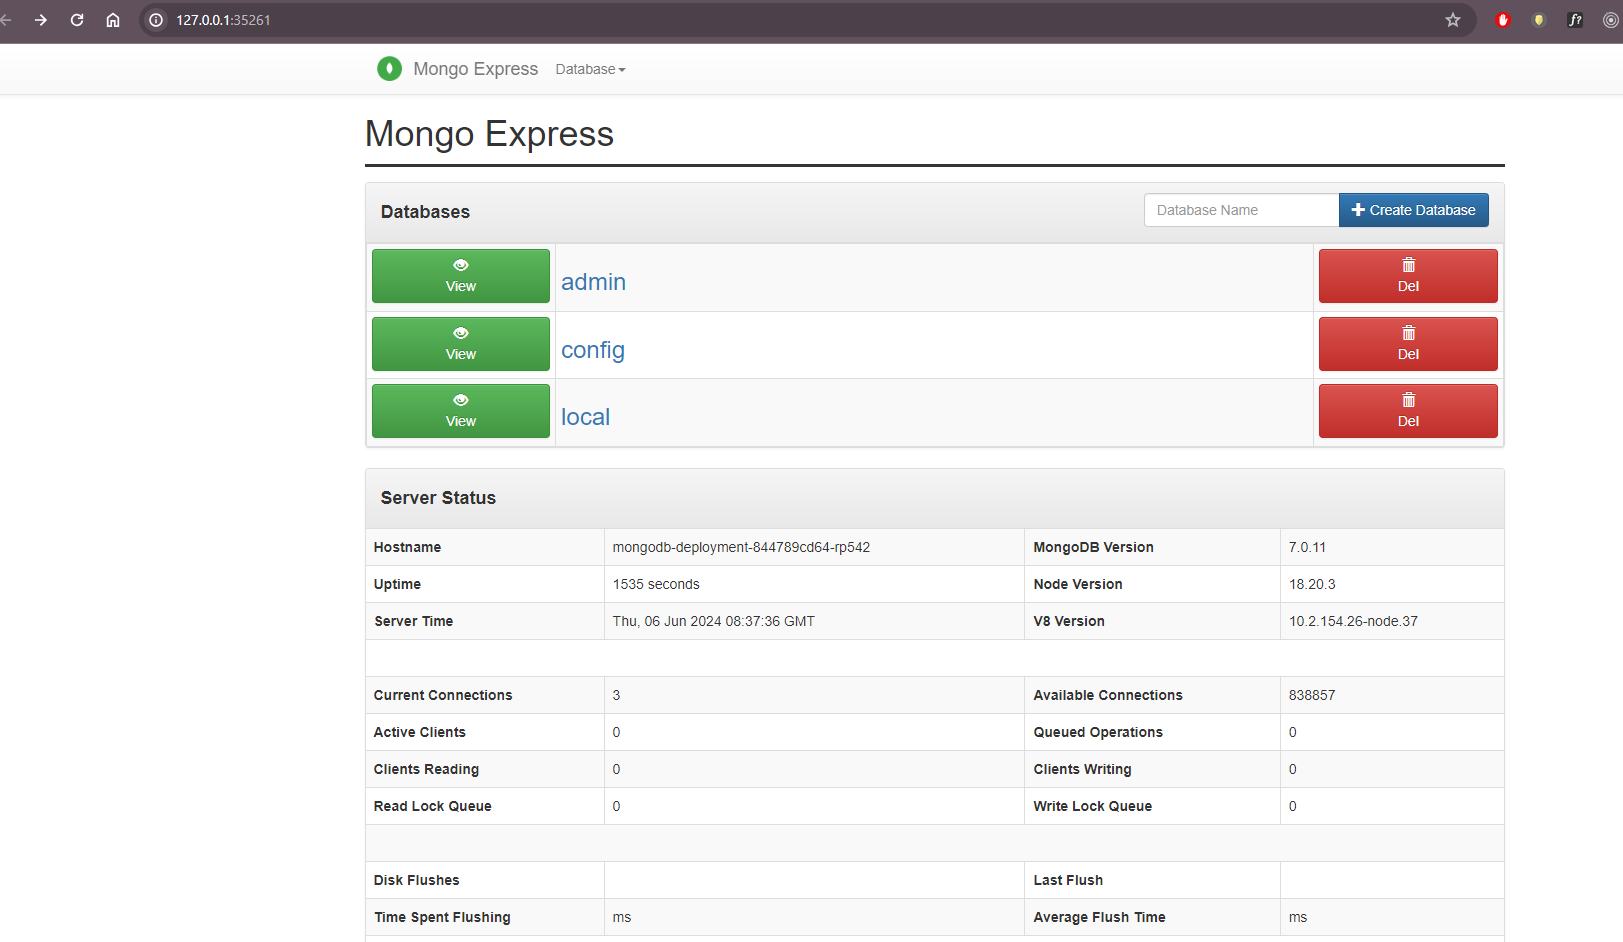 127.0.0.1:35261
f?
Mongo Express Database
Mongo Express
Databases Database Name Create Database
View admin Del
View config Del
View local Del
Server Status
Hostname mongodb-deployment-844789cd64-rp542 MongoDB Version 7.0.11
Uptime 1535 seconds Node Version 18.20.3
Server Time Thu, 06 Jun 2024 08:37:36 GMT V8 Version 10.2.154.26-node.37
Current Connections 3 Available Connections 838857
Active Clients 0 Queued Operations 0
Clients Reading 0 Clients Writing 0
Read Lock Queue 0 Write Lock Queue 0
Disk Flushes Last Flush
Time Spent Flushing ms Average Flush Time ms